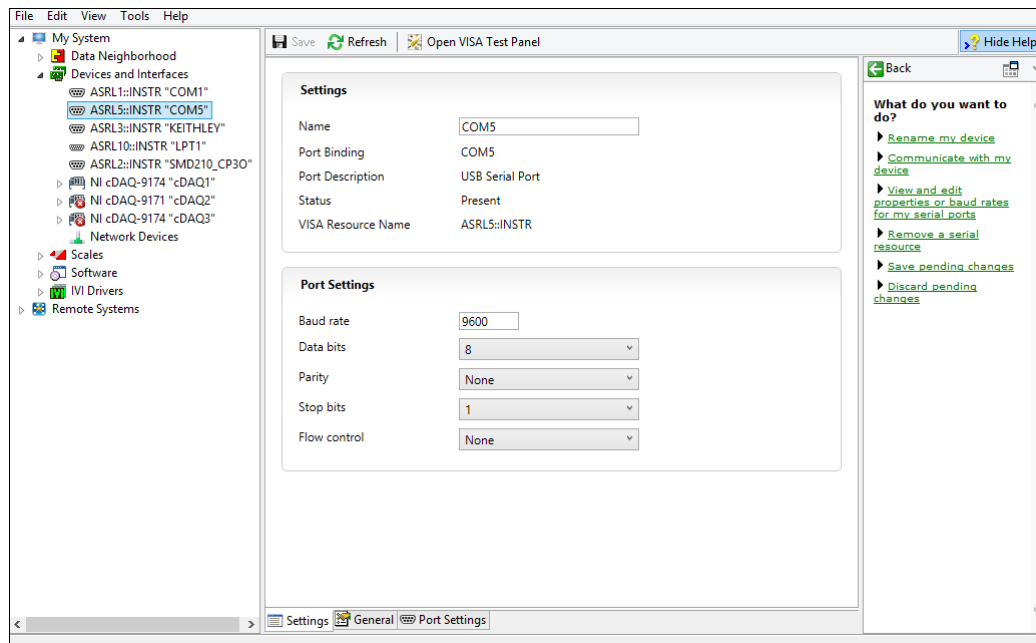 File Edit View Tools Help
My System
Data Neighborhood
Devices and Interfaces
ASRL1::INSTR "COM1"
ASRL5::INSTR "COM5"
ASRL3::INSTR "KEITHLEY"
ASRL10::INSTR "LPT1"
ASRL2::INSTR "SMD210_CP3O"
NI cDAQ-9174 "cDAQ1"
NI cDAQ-9171 "cDAQ2"
NI cDAQ-9174 "cDAQ3"
Network Devices
Scales
Software
IVI Drivers
Remote Systems
Save Refresh Open VISA Test Panel Hide Help
Settings
Name COM5
Port Binding COM5
Port Description USB Serial Port
Status Present
VISA Resource Name ASRL5::INSTR
Port Settings
Baud rate 9600
Data bits 8
Parity None
Stop bits 1
Flow control None
Settings General Port Settings
Back
What do you want to
do?
Rename my device
Communicate with my
device
View and edit
properties or baud rates
for my serial ports
Remove a serial
resource
Save pending changes
Discard pending
changes